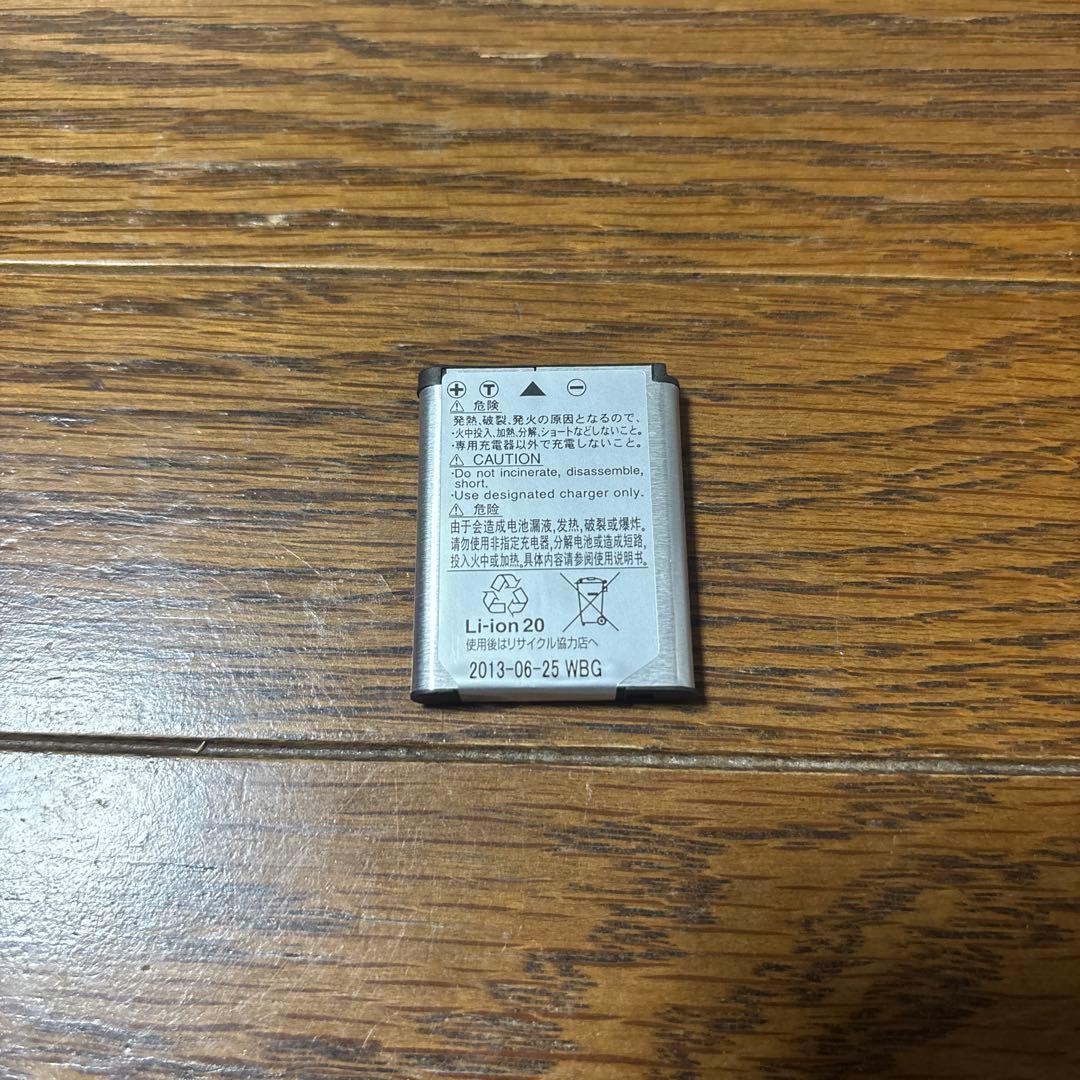 + T ▲ −
⚠ 危険
発熱、破裂、発火の原因となるので、
・火中投入、加熱、分解、ショートなどしないこと。
・専用充電器以外で充電しないこと。
⚠ CAUTION
・Do not incinerate, disassemble,
short.
・Use designated charger only.
⚠ 危险
由于会造成电池漏液,发热,破裂或爆炸。
请勿使用非指定充电器,分解电池或造成短路,
投入火中或加热。具体内容请参阅使用说明书。
Li-ion 20
使用後はリサイクル協力店へ
2013-06-25 WBG